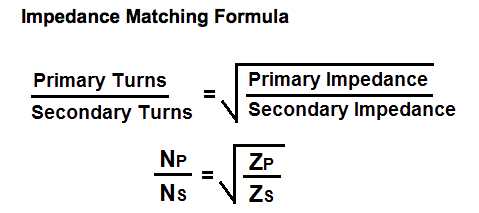 Impedance Matching Formula
Primary Turns
Secondary Turns
=
√
Primary Impedance
Secondary Impedance
NP
NS
=
√
ZP
ZS